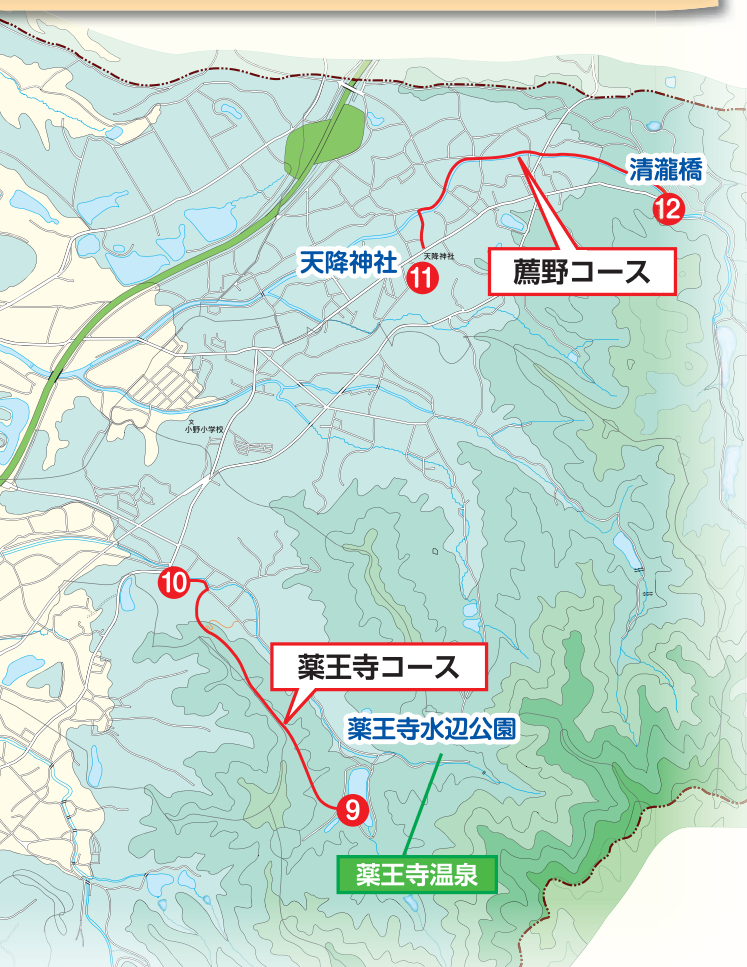 清瀧橋
12
天降神社
天降神社
11
薦野コース
文
小野小学校
10
薬王寺コース
薬王寺水辺公園
9
薬王寺温泉